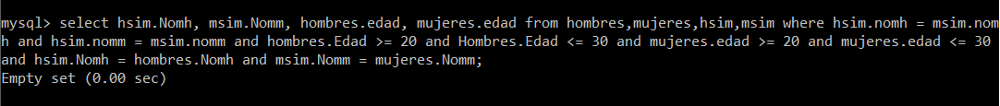 mysql> select hsim.Nomh, msim.Nomm, hombres.edad, mujeres.edad from hombres,mujeres,hsim,msim where hsim.nomh = msim.nom
h and hsim.nomm = msim.nomm and hombres.Edad >= 20 and Hombres.Edad <= 30 and mujeres.edad >= 20 and mujeres.edad <= 30
and hsim.Nomh = hombres.Nomh and msim.Nomm = mujeres.Nomm;
Empty set (0.00 sec)